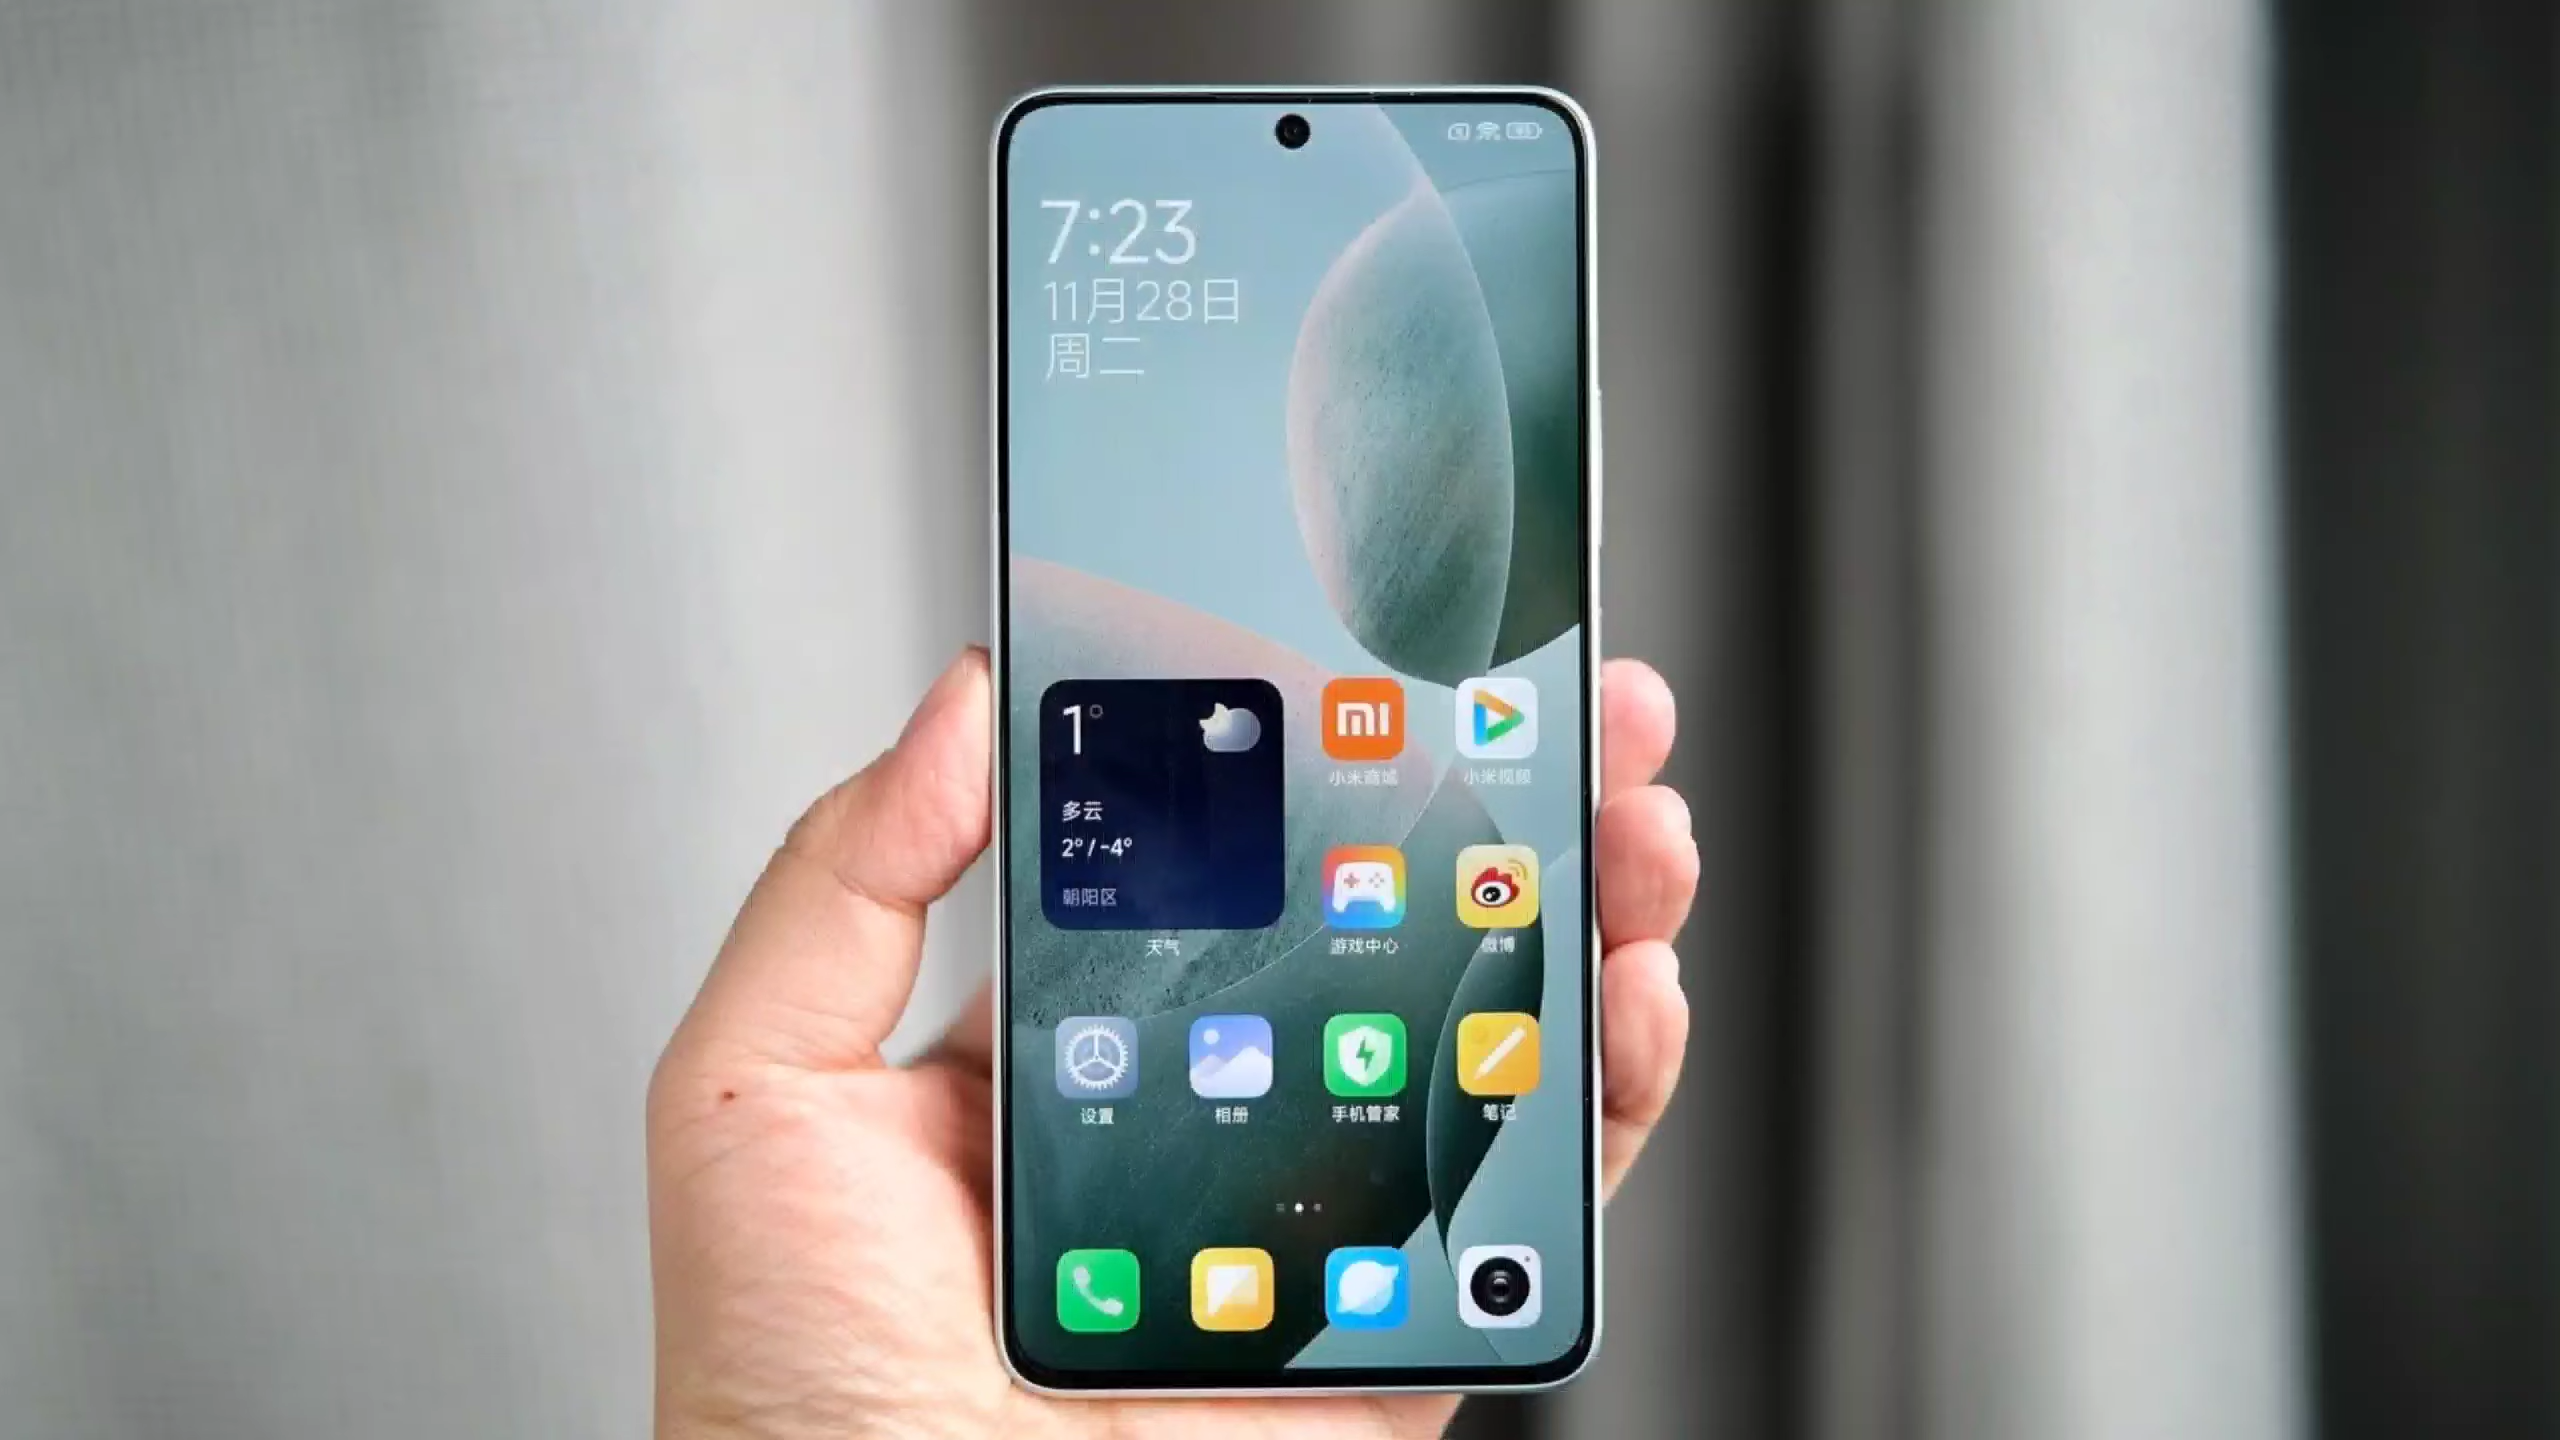 7:23
11月28日
周二
1°
多云
2° / -4°
朝阳区
天气
mi
小米商城
小米视频
游戏中心
微博
设置
相册
手机管家
笔记